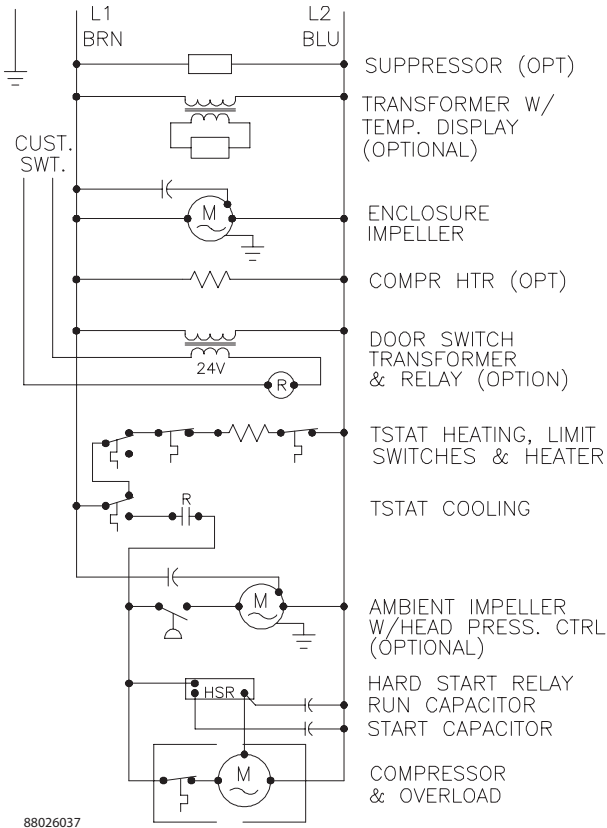 L1 L2
BRN BLU
SUPPRESSOR (OPT)
TRANSFORMER W/
TEMP. DISPLAY
(OPTIONAL)
CUST.
SWT.
M
ENCLOSURE
IMPELLER
COMPR HTR (OPT)
24V
R
DOOR SWITCH
TRANSFORMER
& RELAY (OPTION)
TSTAT HEATING, LIMIT
SWITCHES & HEATER
R
TSTAT COOLING
M
AMBIENT IMPELLER
W/HEAD PRESS. CTRL
(OPTIONAL)
HSR
HARD START RELAY
RUN CAPACITOR
START CAPACITOR
M
COMPRESSOR
& OVERLOAD
88026037